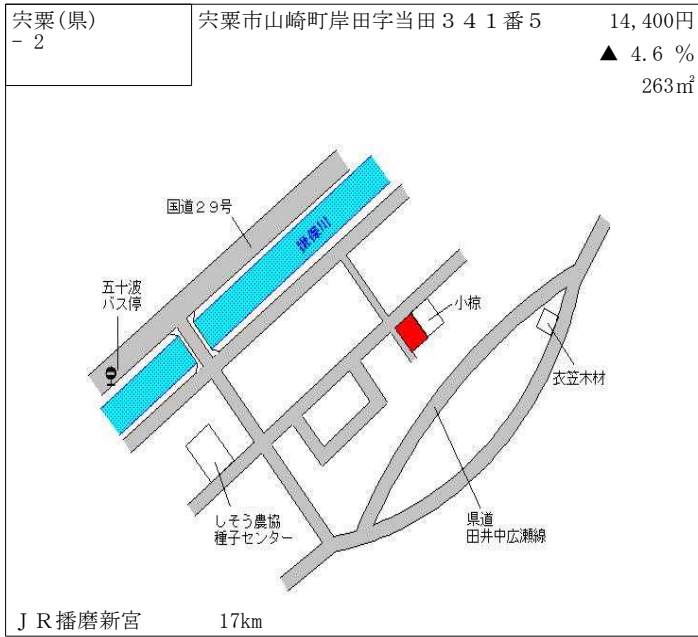 宍粟(県)
- 2
宍粟市山崎町岸田字当田３４１番５
14,400円
▲ 4.6 %
263㎡
国道２９号
揖保川
五十波
バス停
小椋
衣笠木材
しそう農協
種子センター
県道
田井中広瀬線
ＪＲ播磨新宮 17km